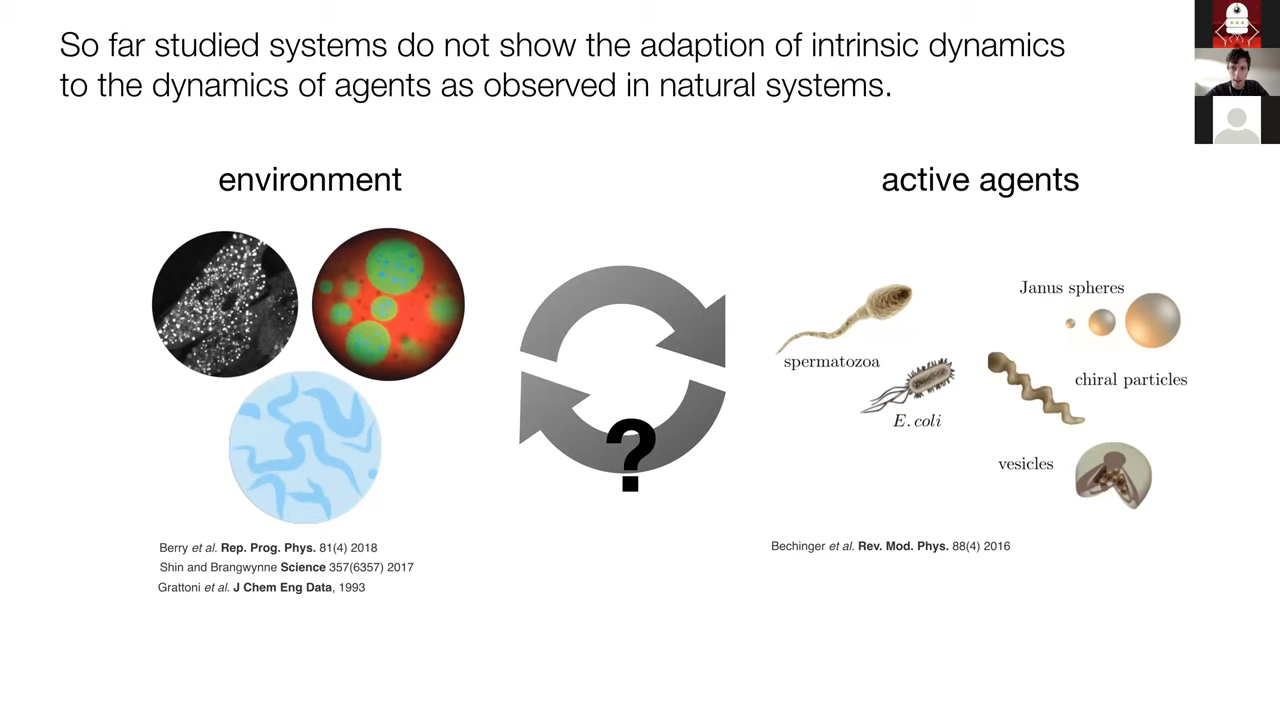 So far studied systems do not show the adaption of intrinsic dynamics
to the dynamics of agents as observed in natural systems.
environment
active agents
Janus spheres
spermatozoa
chiral particles
E. coli
vesicles
?
Berry et al. Rep. Prog. Phys. 81(4) 2018
Shin and Brangwynne Science 357(6357) 2017
Grattoni et al. J Chem Eng Data, 1993
Bechinger et al. Rev. Mod. Phys. 88(4) 2016